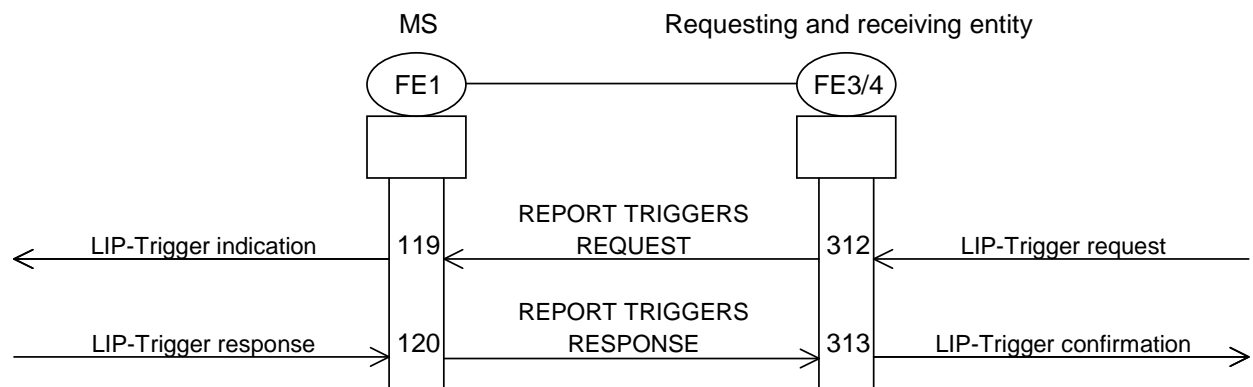 MS
Requesting and receiving entity
FE1
FE3/4
REPORT TRIGGERS
LIP-Trigger indication
119
REQUEST
312
LIP-Trigger request
REPORT TRIGGERS
LIP-Trigger response
120
RESPONSE
313
LIP-Trigger confirmation